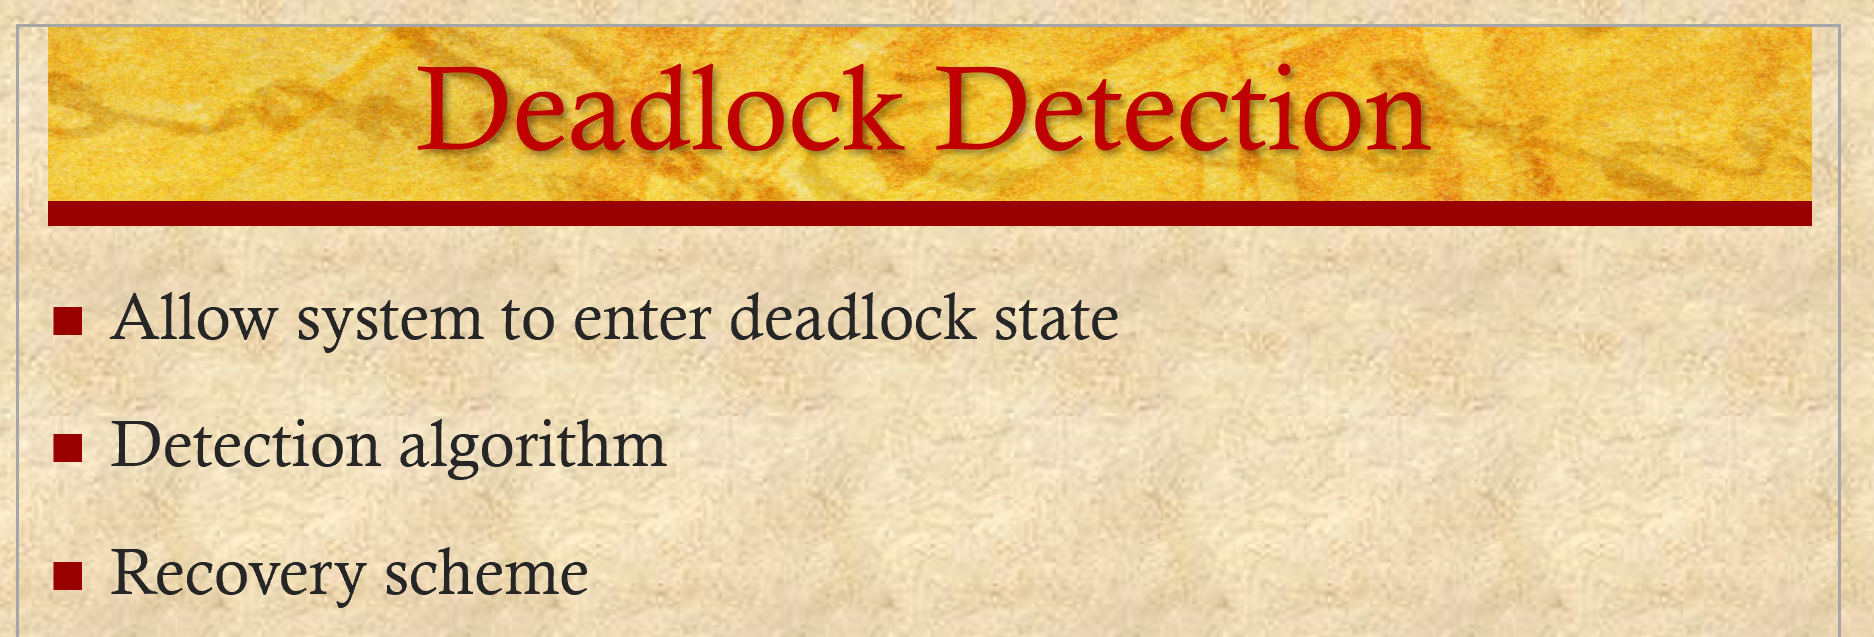 Deadlock Detection
Allow system to enter deadlock state
Detection algorithm
Recovery scheme